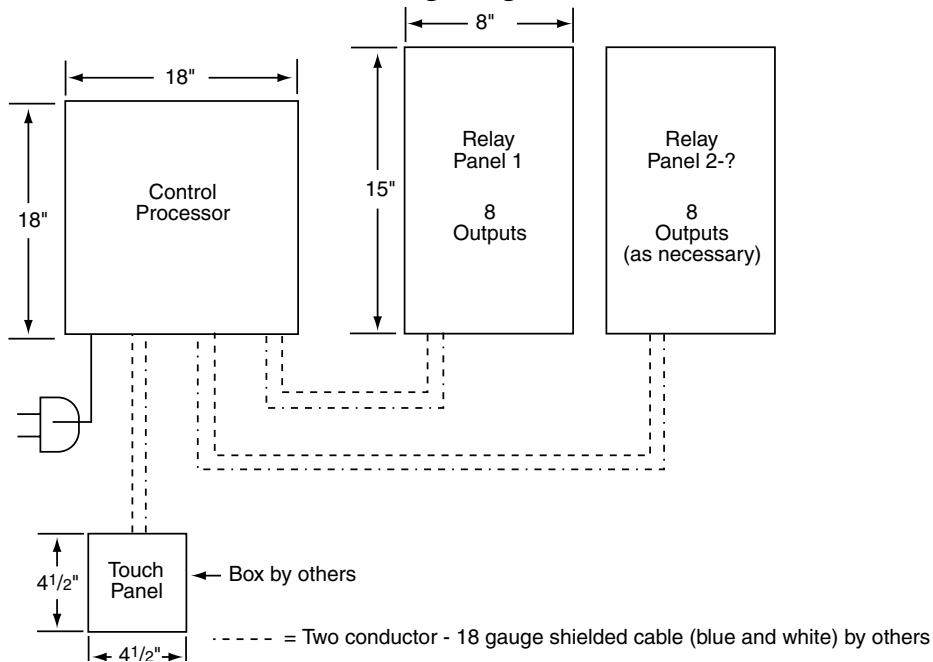 8"
18"
Control
Processor
18"
Relay
Panel 1
8
Outputs
15"
Relay
Panel 2-?
8
Outputs
(as necessary)
Touch
Panel
4 1/2"
Box by others
4 1/2"
= Two conductor - 18 gauge shielded cable (blue and white) by others